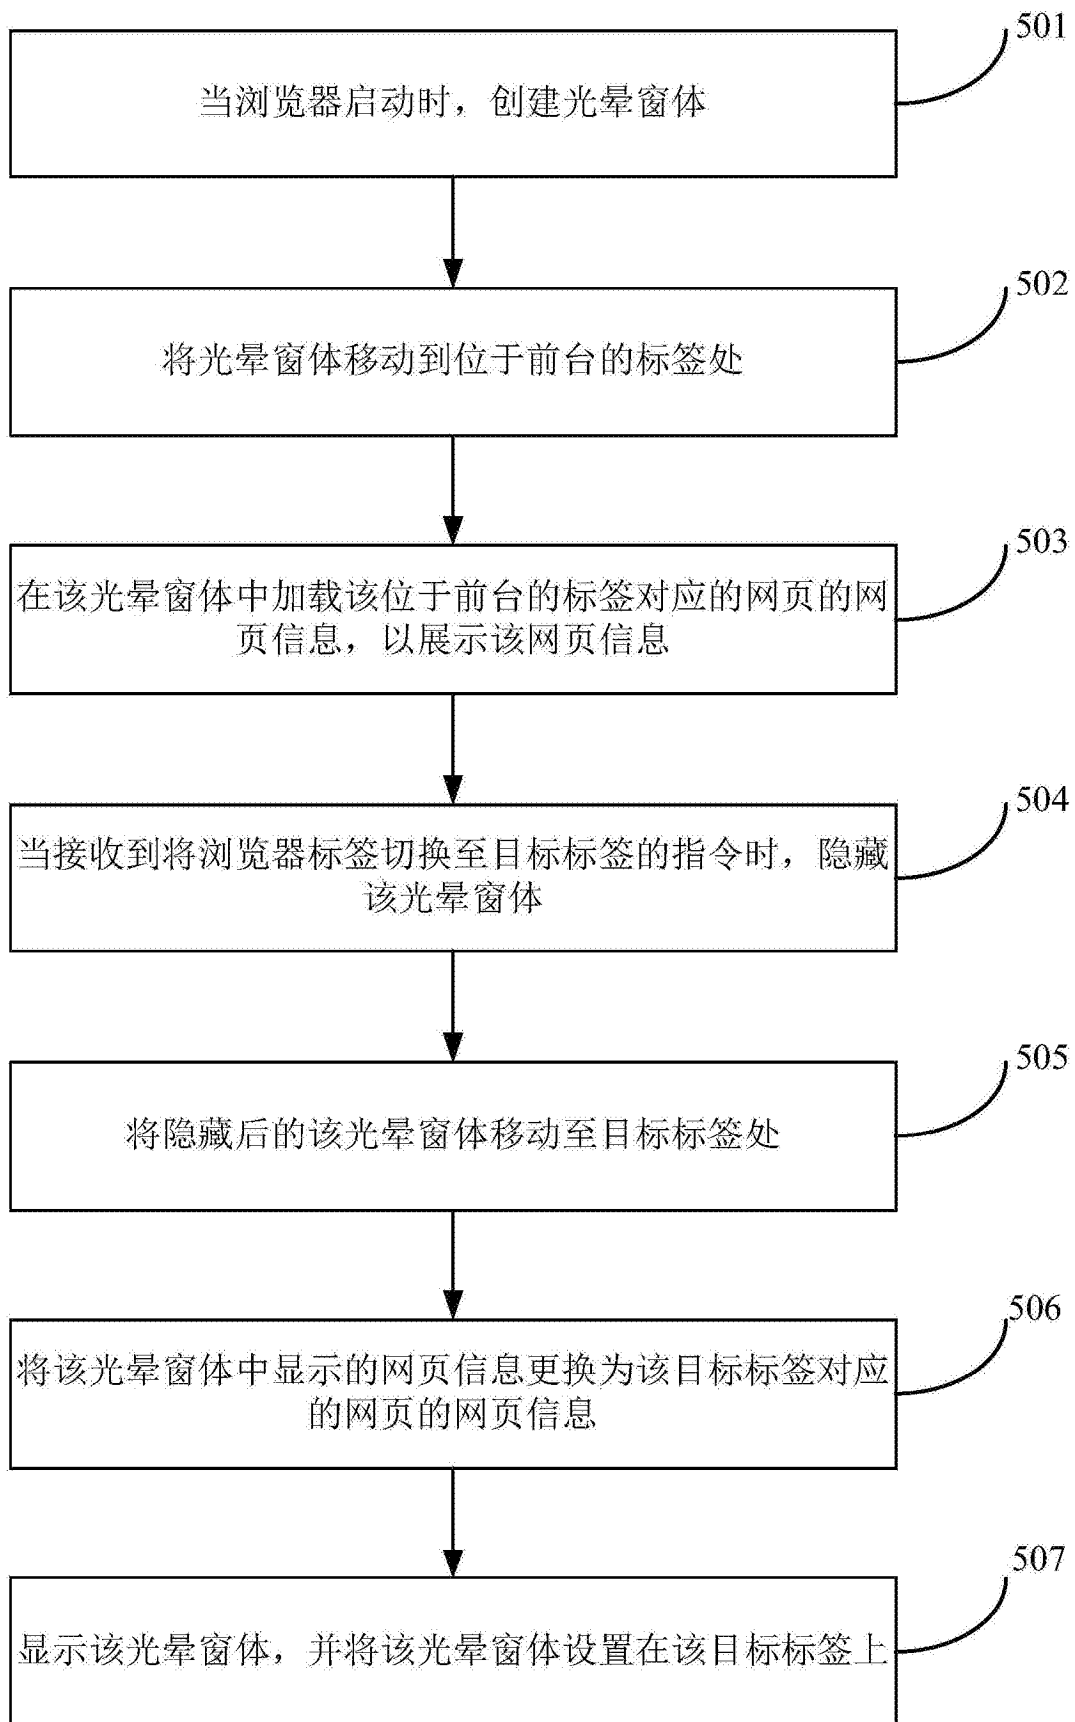 501
当浏览器启动时，创建光晕窗体
502
将光晕窗体移动到位于前台的标签处
503
在该光晕窗体中加载该位于前台的标签对应的网页的网
页信息，以展示该网页信息
504
当接收到将浏览器标签切换至目标标签的指令时，隐藏
该光晕窗体
505
将隐藏后的该光晕窗体移动至目标标签处
506
将该光晕窗体中显示的网页信息更换为该目标标签对应
的网页的网页信息
507
显示该光晕窗体，并将该光晕窗体设置在该目标标签上